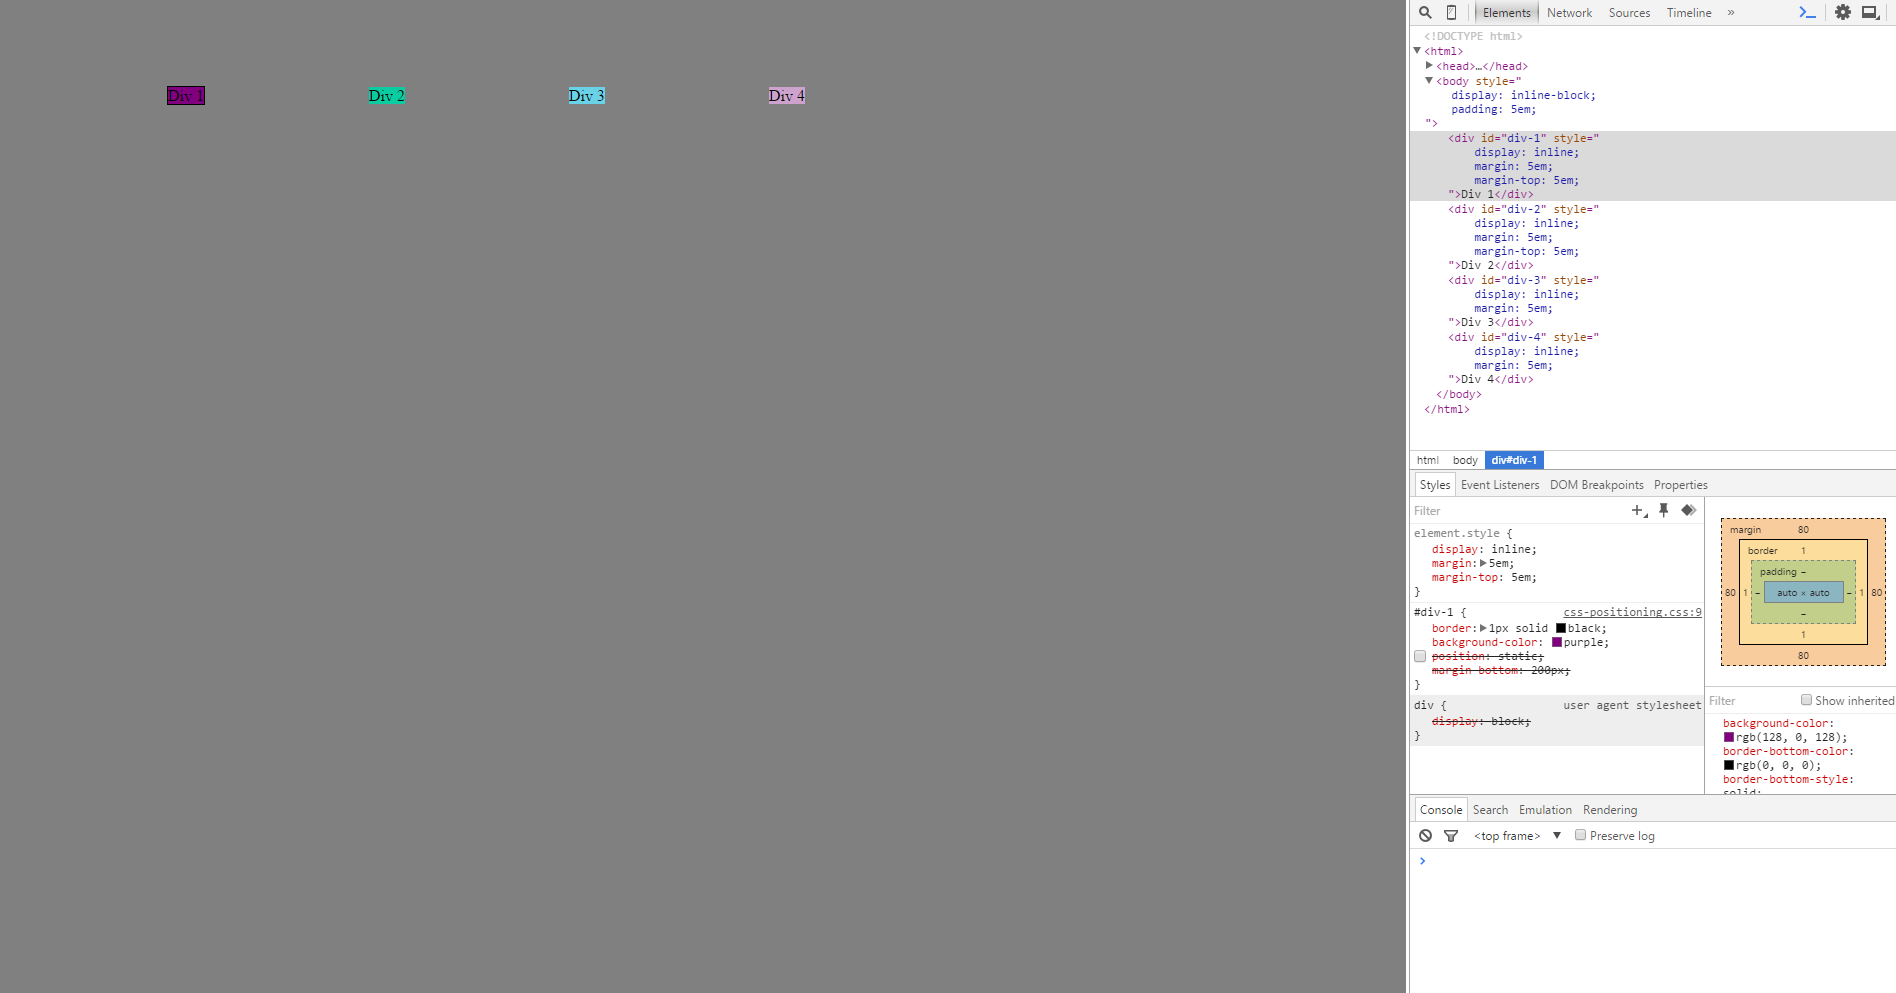 Div 1 Div 2 Div 3 Div 4
Elements Network Sources Timeline »
<!DOCTYPE html>
<html>
<head>…</head>
<body style="
display: inline-block;
padding: 5em;
">
<div id="div-1" style="
display: inline;
margin: 5em;
margin-top: 5em;
">Div 1</div>
<div id="div-2" style="
display: inline;
margin: 5em;
margin-top: 5em;
">Div 2</div>
<div id="div-3" style="
display: inline;
margin: 5em;
">Div 3</div>
<div id="div-4" style="
display: inline;
margin: 5em;
">Div 4</div>
</body>
</html>
html body div#div-1
Styles Event Listeners DOM Breakpoints Properties
Filter
element.style {
display: inline;
margin: 5em;
margin-top: 5em;
}
#div-1 { css-positioning.css:9
border: 1px solid black;
background-color: purple;
position: static;
margin-bottom: 200px;
}
div { user agent stylesheet
display: block;
}
margin 80
border 1
padding –
80 1 – auto × auto – 1 80
–
1
80
Filter Show inherited
background-color:
rgb(128, 0, 128);
border-bottom-color:
rgb(0, 0, 0);
border-bottom-style:
solid;
Console Search Emulation Rendering
<top frame> ▼ Preserve log
>